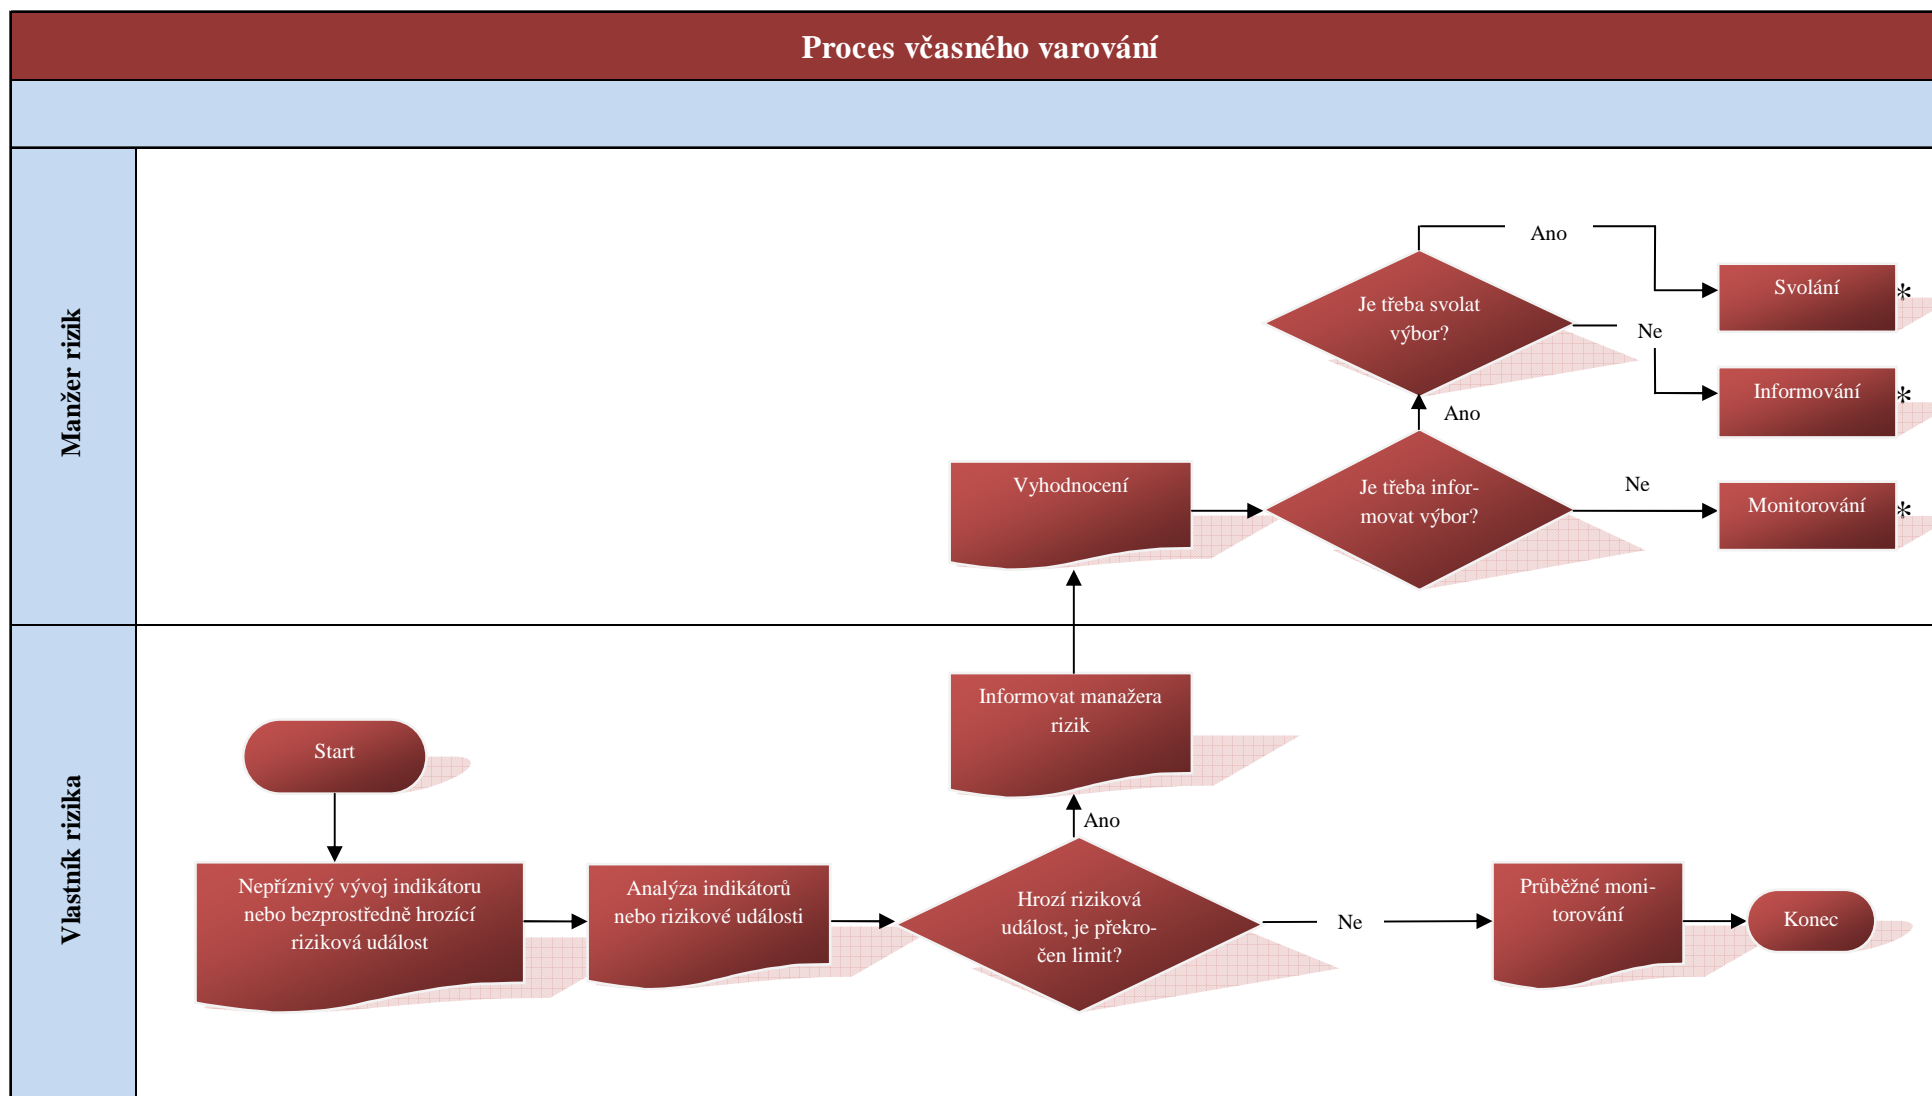 Proces včasného varování
Manžer rizik
Ano
Je třeba svolat
výbor?
Svolání
*
Ne
Informování
*
Ano
Vyhodnocení
Je třeba infor-
movat výbor?
Ne
Monitorování
*
Vlastník rizika
Informovat manažera
rizik
Start
Ano
Nepříznivý vývoj indikátoru
nebo bezprostředně hrozící
riziková událost
Analýza indikátorů
nebo rizikové události
Hrozí riziková
událost, je překro-
čen limit?
Ne
Průběžné moni-
torování
Konec